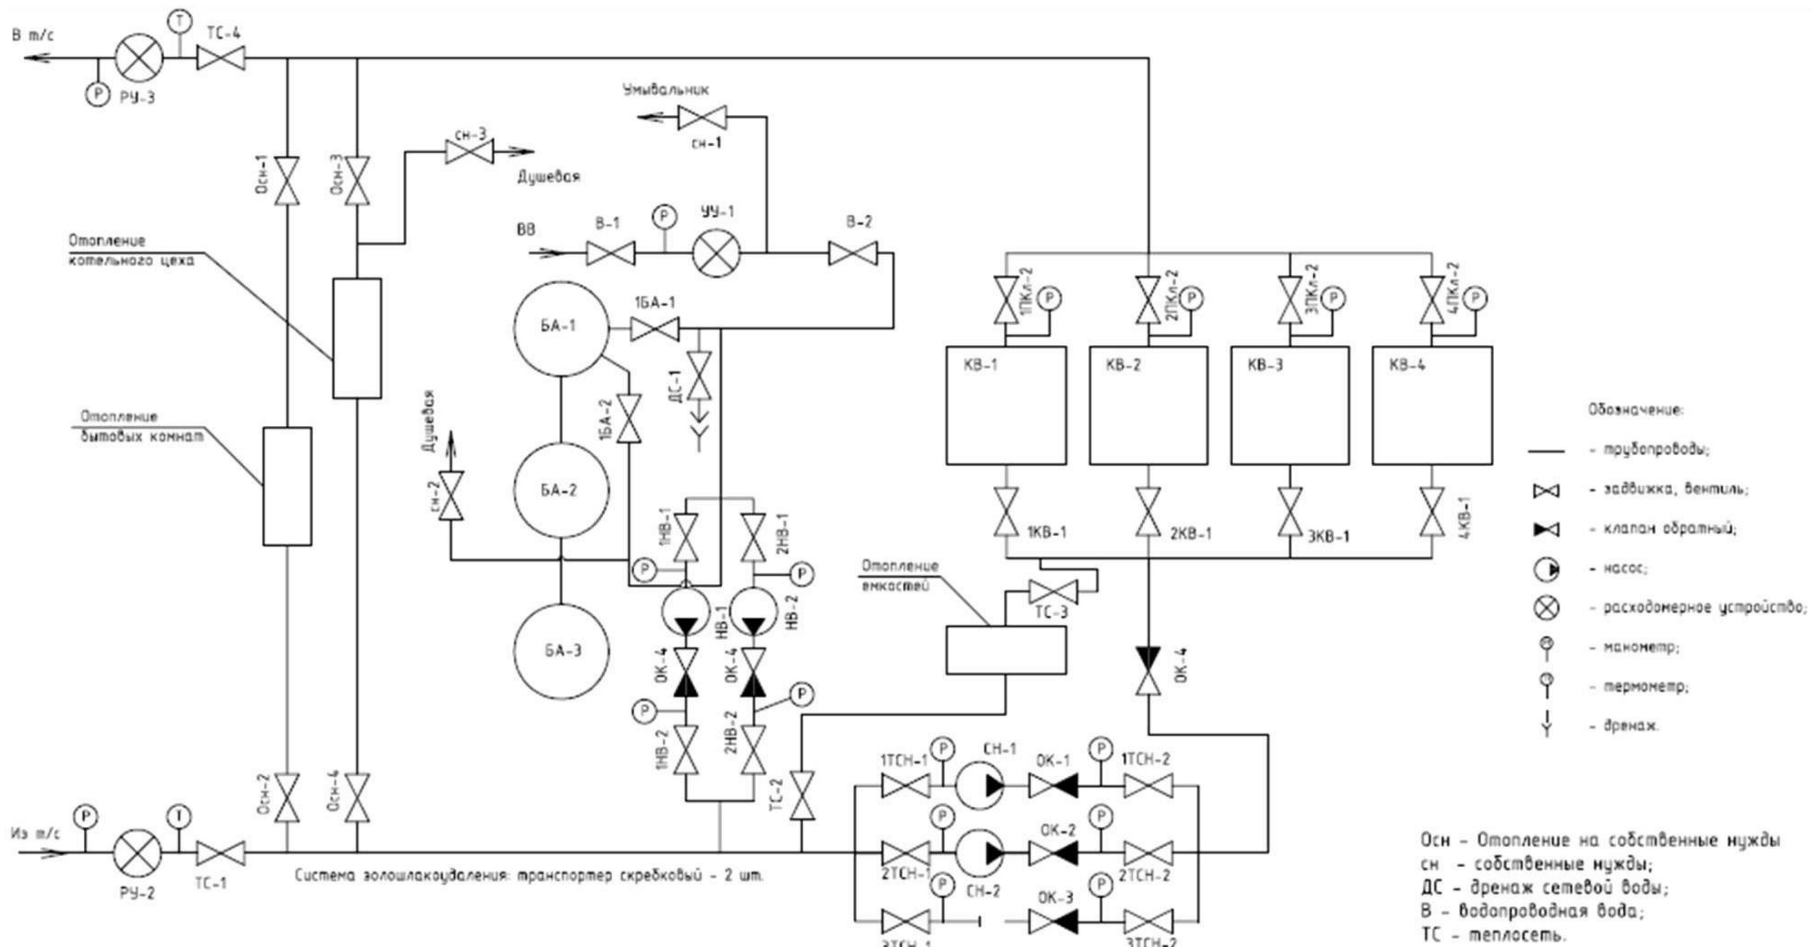 В т/с
Т
ТС-4
Р
РУ-3
Осн-1
Осн-3
сн-3
Душевая
Умывальник
сн-1
ВВ
В-1
Р
УУ-1
В-2
Отопление
котельного цеха
Отопление
бытовых комнат
БА-1
1БА-1
ДС-1
1БА-2
Душевая
сн-2
БА-2
БА-3
1НВ-1
2НВ-1
Р
Р
НВ-1
НВ-2
ОК-4
ОК-4
Р
Р
1НВ-2
2НВ-2
1ПКл-2
Р
2ПКл-2
Р
3ПКл-2
Р
4ПКл-2
Р
КВ-1
КВ-2
КВ-3
КВ-4
1КВ-1
2КВ-1
3КВ-1
4КВ-1
Отопление
емкостей
ТС-3
ОК-4
ТС-2
Осн-2
Осн-4
Из т/с
Р
Т
РУ-2
ТС-1
Система золошлакоудаления: транспортер скребковый - 2 шт.
1ТСН-1
Р
СН-1
ОК-1
Р
1ТСН-2
2ТСН-1
Р
СН-2
ОК-2
Р
2ТСН-2
3ТСН-1
Р
ОК-3
Р
3ТСН-2
Обозначение:
- трубопроводы;
- задвижка, вентиль;
- клапан обратный;
- насос;
- расходомерное устройство;
- манометр;
- термометр;
- дренаж.
Осн - Отопление на собственные нужды
сн - собственные нужды;
ДС - дренаж сетевой воды;
В - водопроводная вода;
ТС - теплосеть.